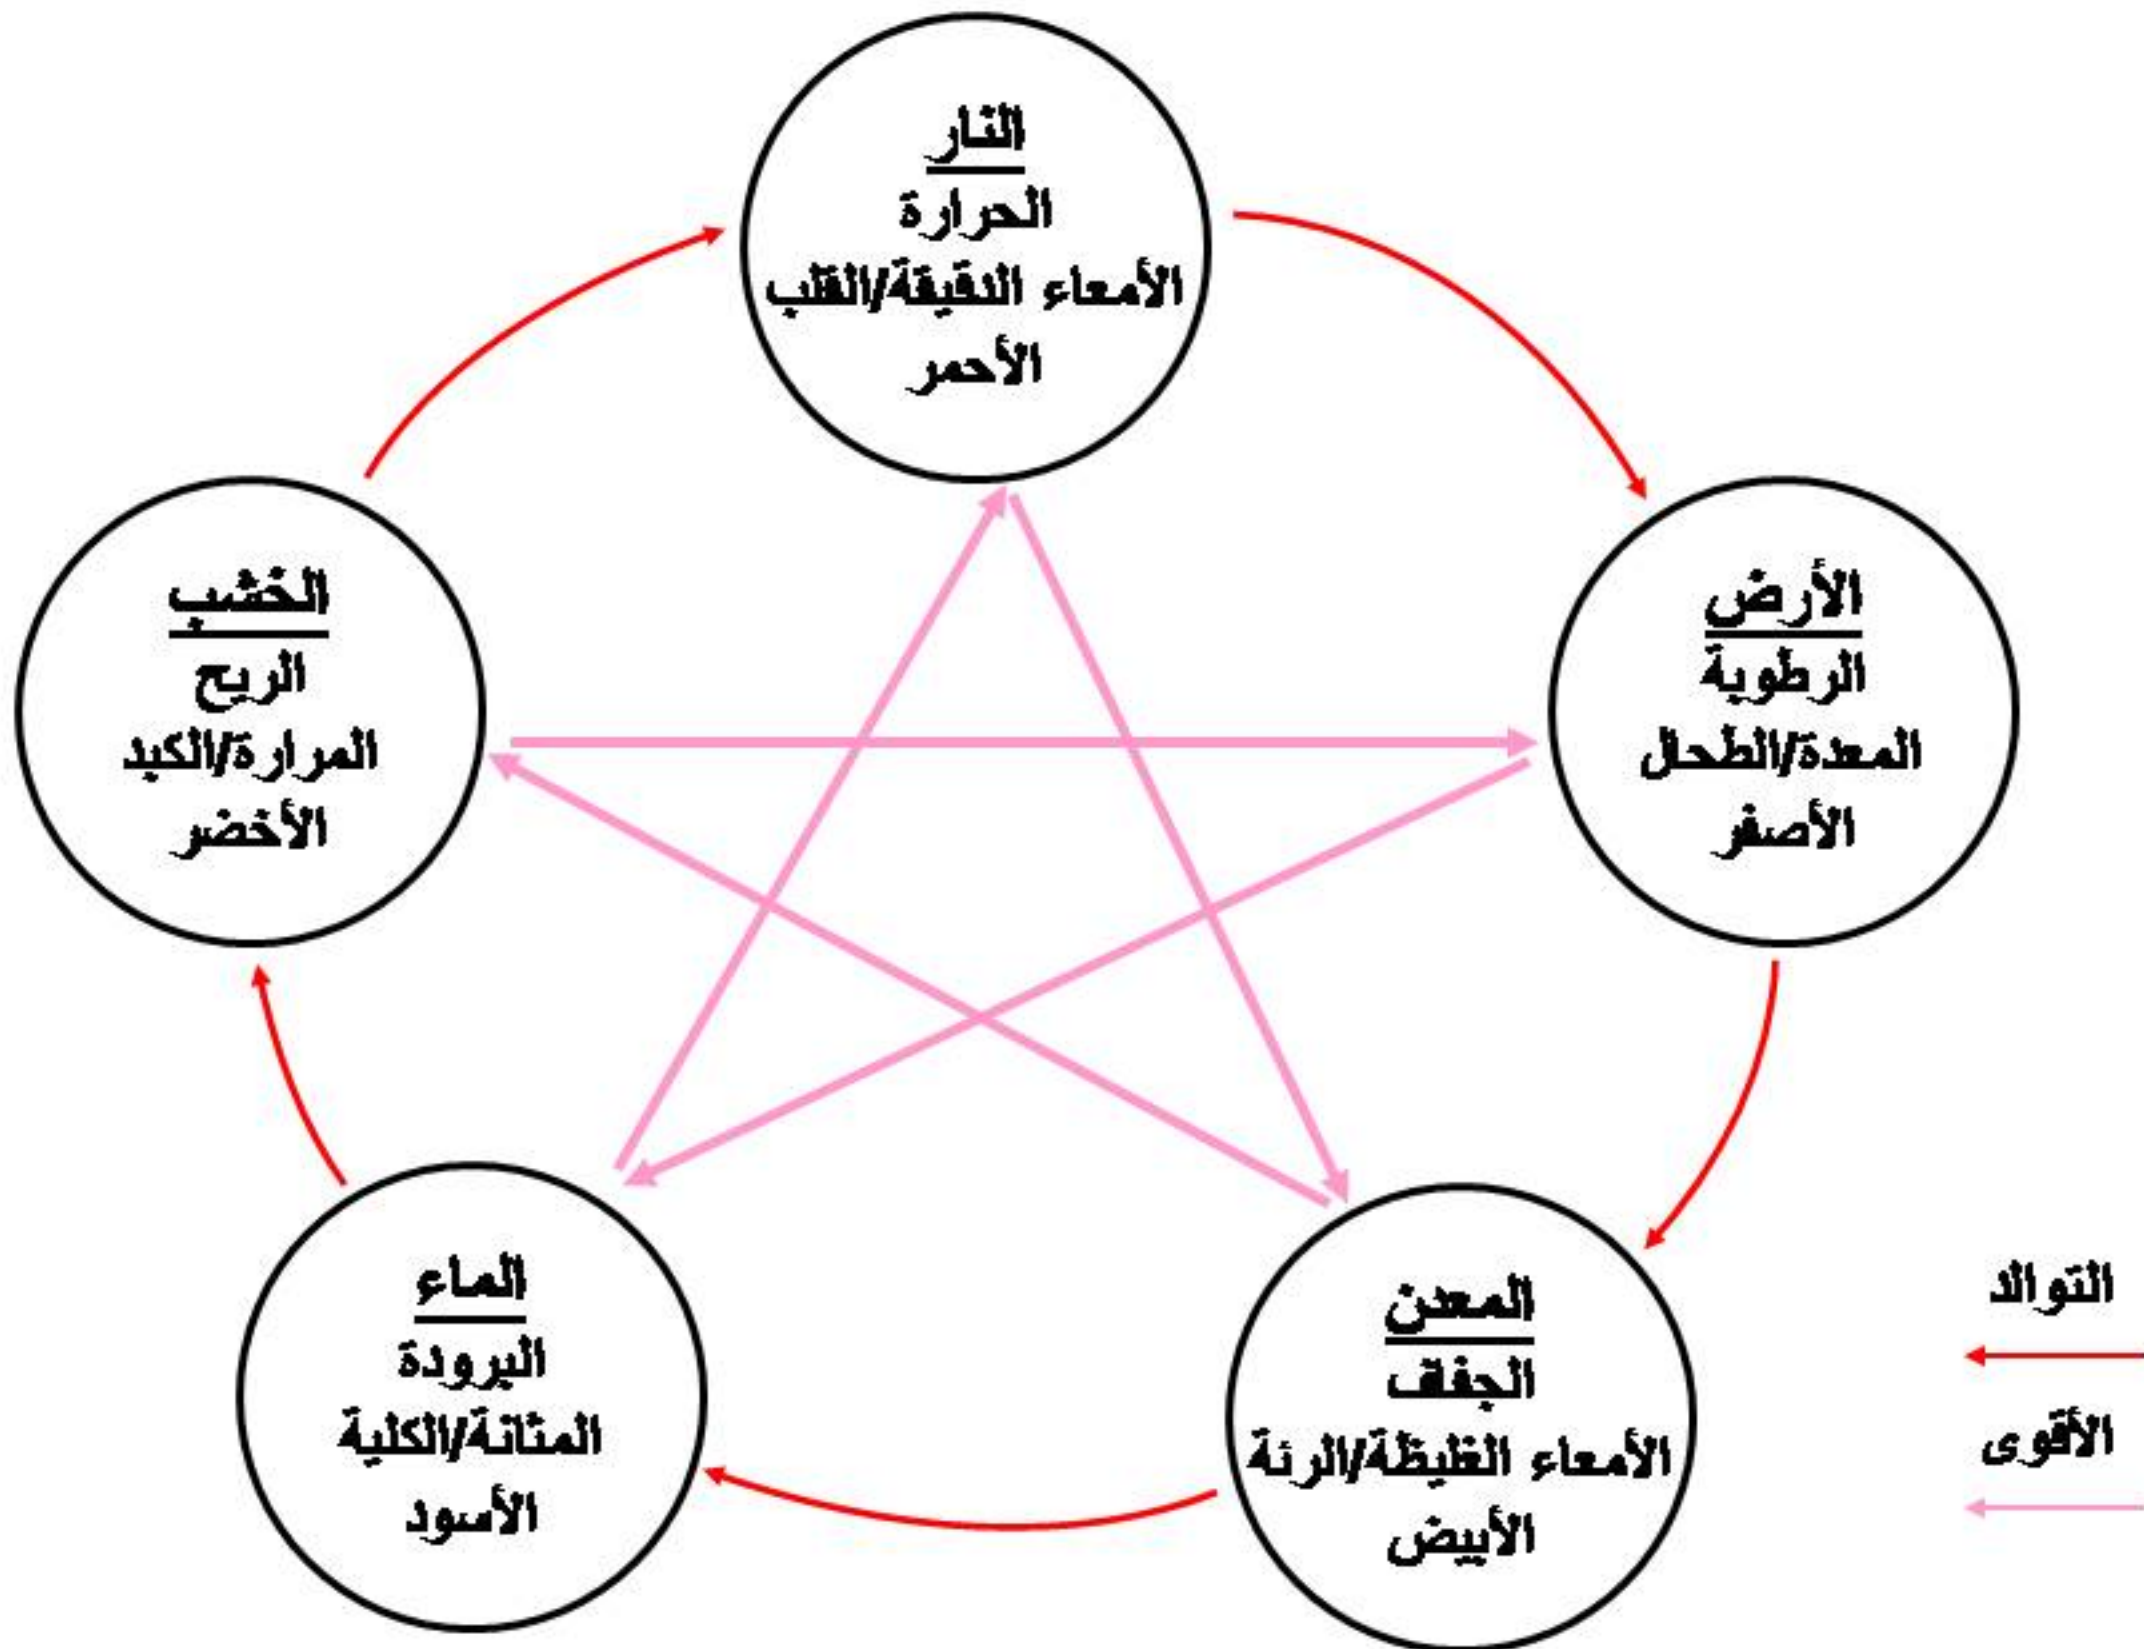 النار
الحرارة
الأمعاء الدقيقة/القلب
الأحمر
الأرض
الرطوبة
المعدة/الطحال
الأصفر
الخشب
الريح
المرارة/الكبد
الأخضر
الماء
البرودة
المثانة/الكلية
الأسود
المعدن
الجفاف
الأمعاء الغليظة/الرئة
الأبيض
التوالد
الأقوى